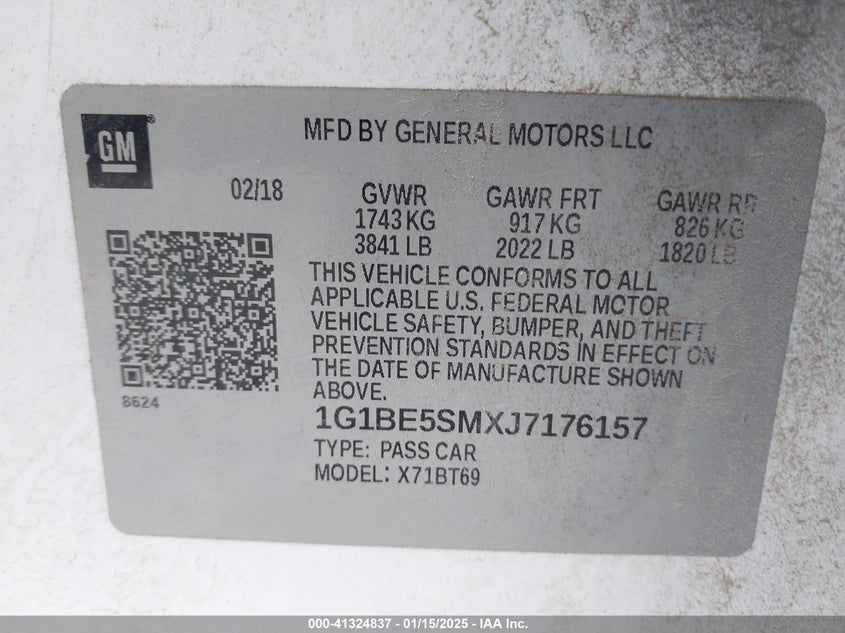 GM
MFD BY GENERAL MOTORS LLC
02/18 GVWR GAWR FRT GAWR RR
1743 KG 917 KG 826 KG
3841 LB 2022 LB 1820 LB
THIS VEHICLE CONFORMS TO ALL
APPLICABLE U.S. FEDERAL MOTOR
VEHICLE SAFETY, BUMPER, AND THEFT
PREVENTION STANDARDS IN EFFECT ON
THE DATE OF MANUFACTURE SHOWN
ABOVE.
8624
1G1BE5SMXJ7176157
TYPE: PASS CAR
MODEL: X71BT69
000-41324837 - 01/15/2025 - IAA Inc.